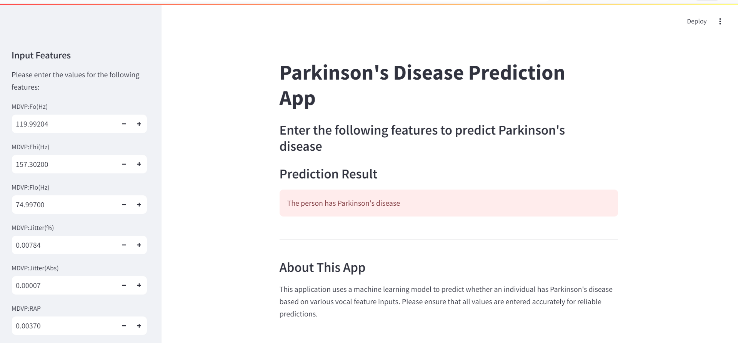 Deploy
Input Features
Please enter the values for the following
features:
MDVP:Fo(Hz)
119.99204
MDVP:Fhi(Hz)
157.30200
MDVP:Flo(Hz)
74.99700
MDVP:Jitter(%)
0.00784
MDVP:Jitter(Abs)
0.00007
MDVP:RAP
0.00370
Parkinson's Disease Prediction
App
Enter the following features to predict Parkinson's
disease
Prediction Result
The person has Parkinson's disease
About This App
This application uses a machine learning model to predict whether an individual has Parkinson's disease
based on various vocal feature inputs. Please ensure that all values are entered accurately for reliable
predictions.